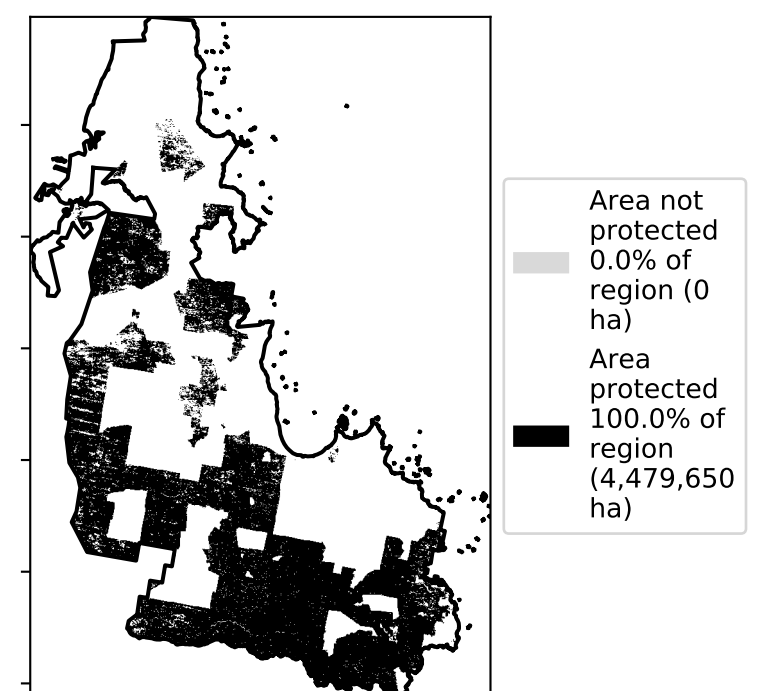 Area not
protected
0.0% of
region (0
ha)
Area
protected
100.0% of
region
(4,479,650
ha)